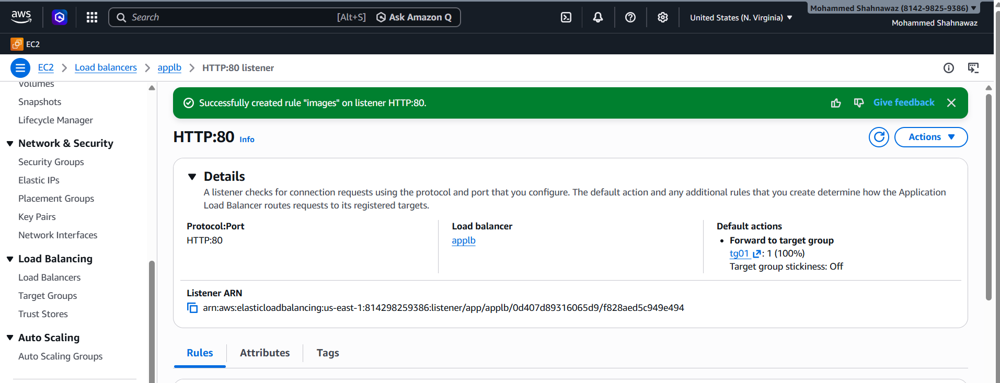 aws
Search
[Alt+S]
Ask Amazon Q
United States (N. Virginia)
Mohammed Shahnawaz (8142-9825-9386)
Mohammed Shahnawaz
EC2
EC2
Load balancers
applb
HTTP:80 listener
Volumes
Snapshots
Lifecycle Manager
Network & Security
Security Groups
Elastic IPs
Placement Groups
Key Pairs
Network Interfaces
Load Balancing
Load Balancers
Target Groups
Trust Stores
Auto Scaling
Auto Scaling Groups
Successfully created rule "images" on listener HTTP:80.
Give feedback
HTTP:80 Info
Actions
Details
A listener checks for connection requests using the protocol and port that you configure. The default action and any additional rules that you create determine how the Application
Load Balancer routes requests to its registered targets.
Protocol:Port
HTTP:80
Load balancer
applb
Default actions
• Forward to target group
tg01 : 1 (100%)
Target group stickiness: Off
Listener ARN
arn:aws:elasticloadbalancing:us-east-1:814298259386:listener/app/applb/0d407d89316065d9/f828aed5c949e494
Rules
Attributes
Tags